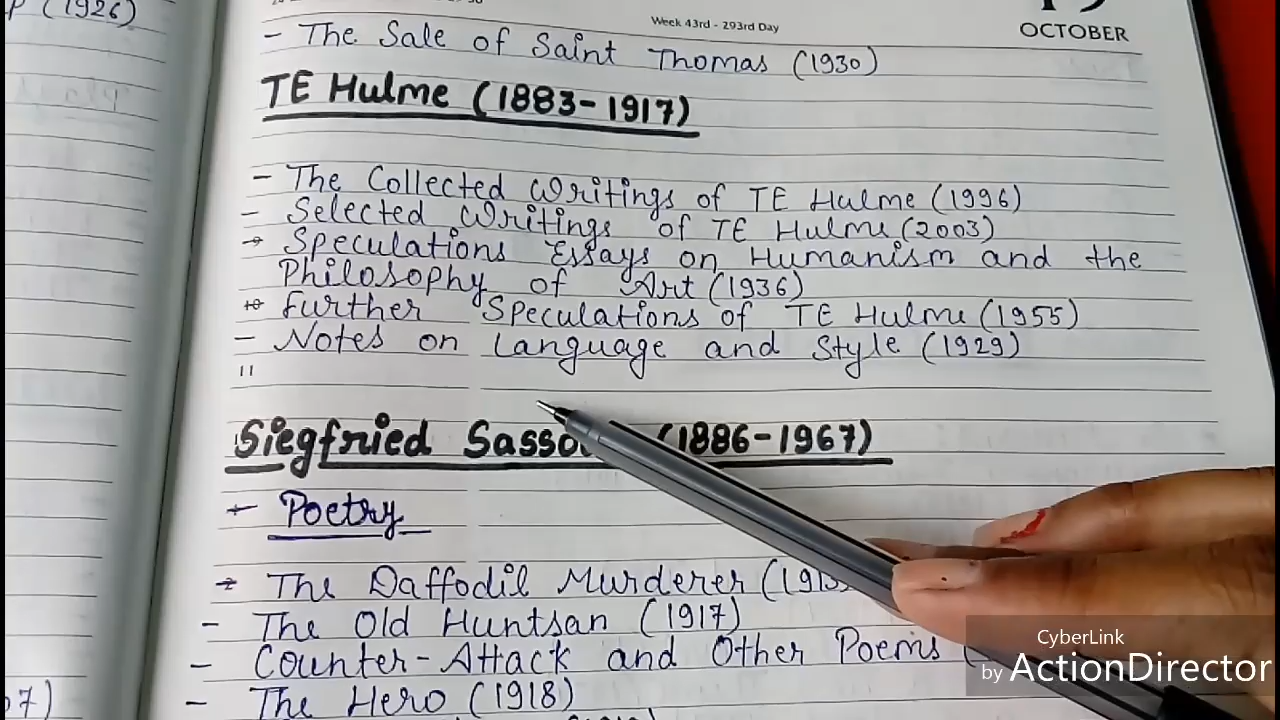 P (1926)
Week 43rd - 293rd Day
OCTOBER
- The Sale of Saint Thomas (1930)
TE Hulme (1883-1917)
- The Collected Writings of TE Hulme (1996)
- Selected Writings of TE Hulme (2003)
→ Speculations Essays on Humanism and the
Philosophy of Art (1936)
→ Further Speculations of TE Hulme (1955)
- Notes on Language and Style (1929)
"
Siegfried (1886-1967)
- Poetry
- The Daffodil Murderer
- The Old Huntsan (1917)
- Counter-Attack and Other Poems (
- The Hero (1918)
CyberLink
by ActionDirector